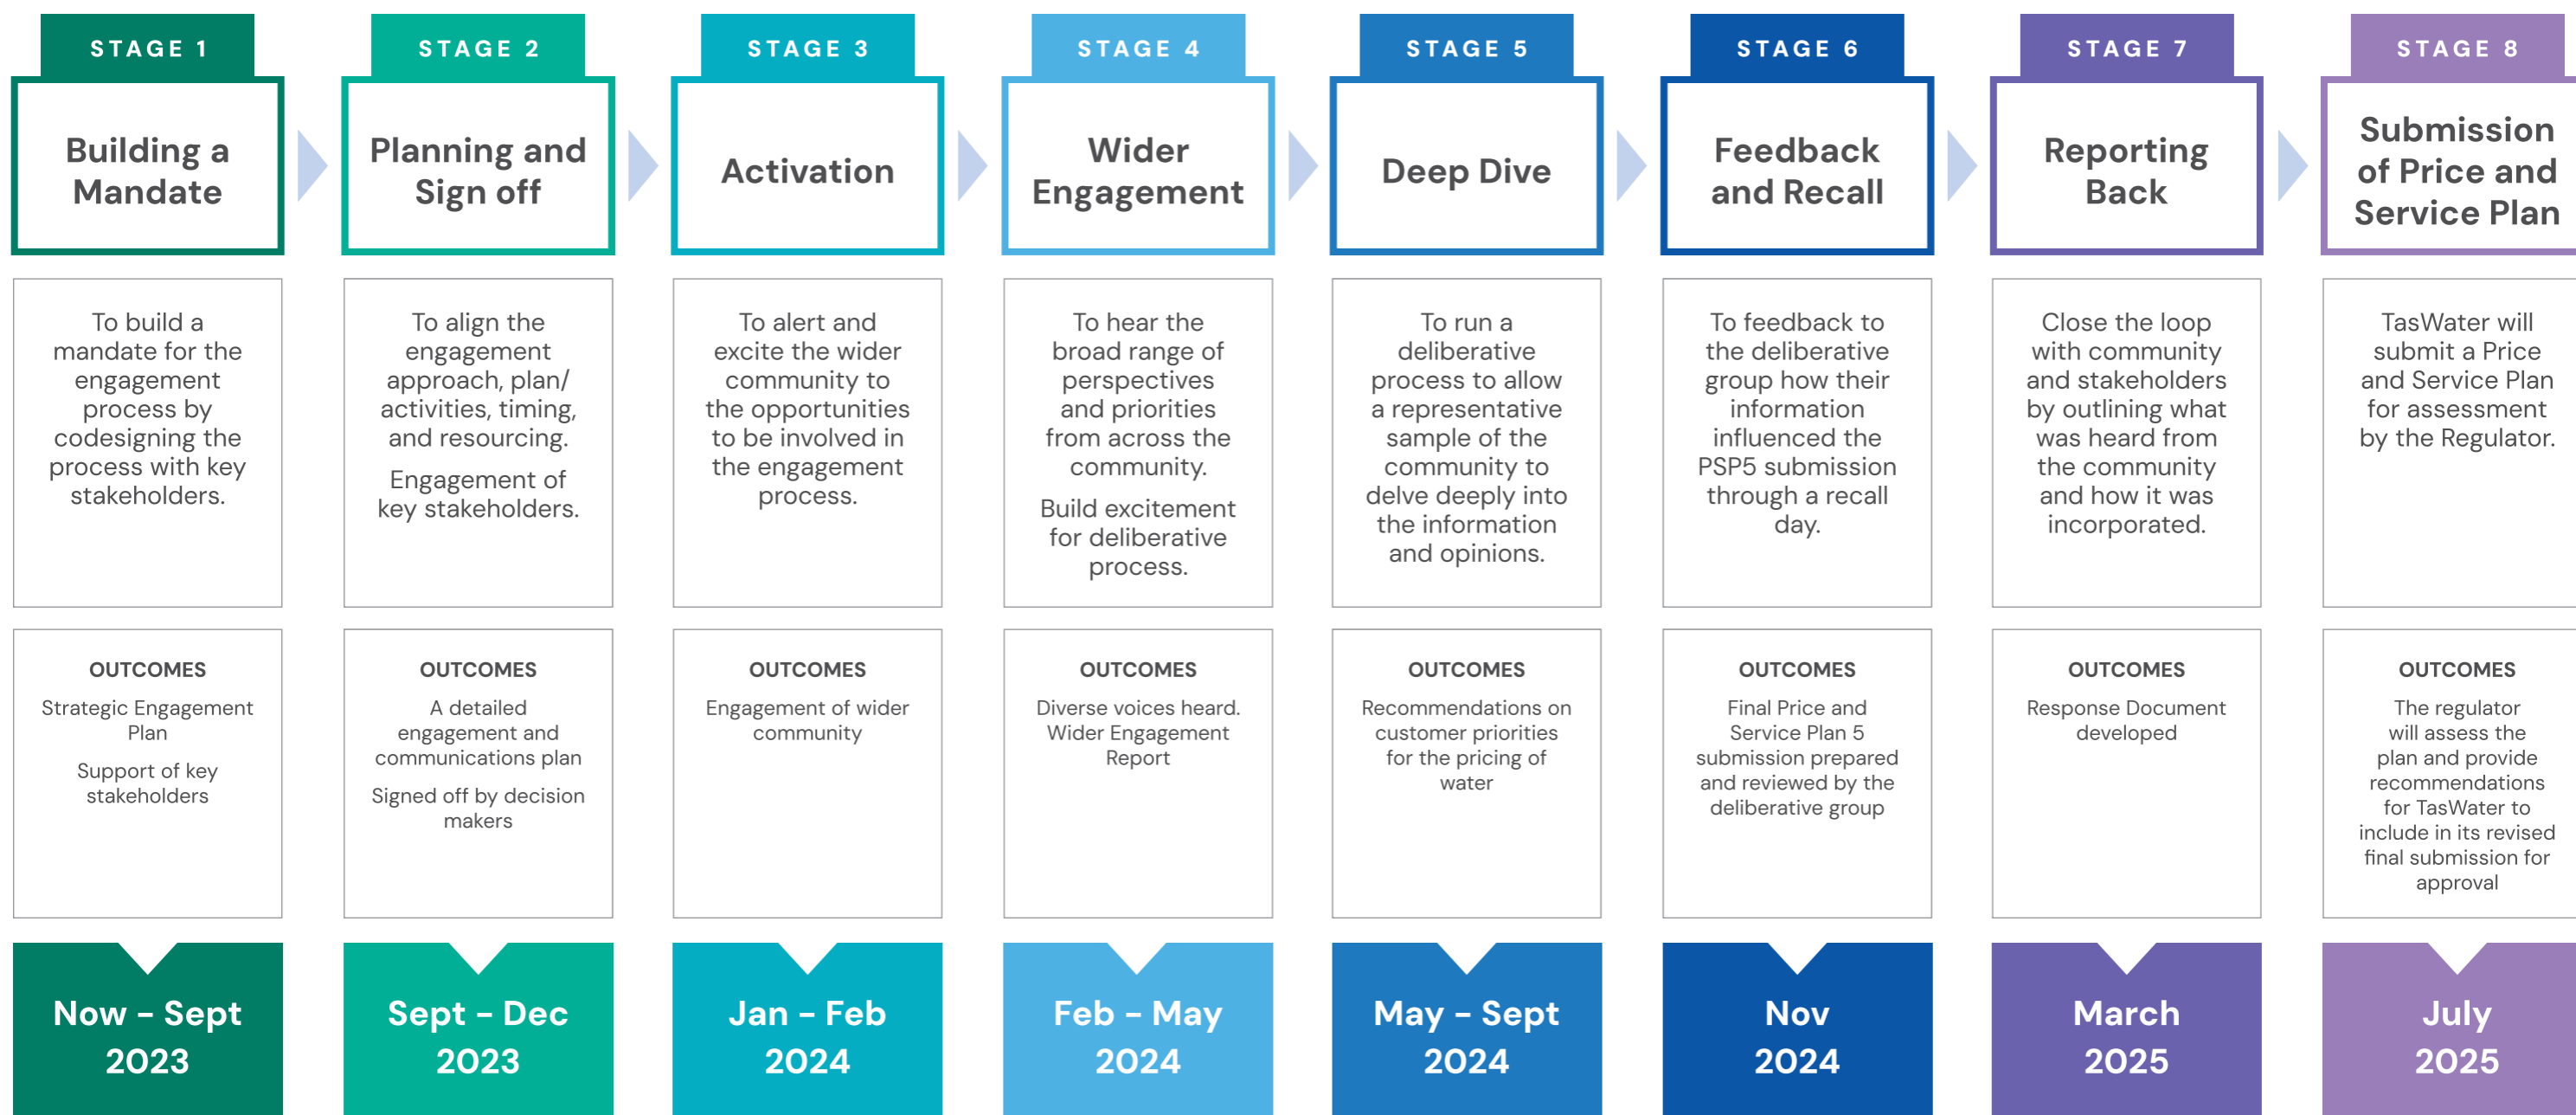 STAGE 1
Building a
Mandate
To build a
mandate for the
engagement
process by
codesigning the
process with key
stakeholders.
OUTCOMES
Strategic Engagement
Plan
Support of key
stakeholders
Now – Sept
2023
STAGE 2
Planning and
Sign off
To align the
engagement
approach, plan/
activities, timing,
and resourcing.
Engagement of
key stakeholders.
OUTCOMES
A detailed
engagement and
communications plan
Signed off by decision
makers
Sept – Dec
2023
STAGE 3
Activation
To alert and
excite the wider
community to
the opportunities
to be involved in
the engagement
process.
OUTCOMES
Engagement of wider
community
Jan – Feb
2024
STAGE 4
Wider
Engagement
To hear the
broad range of
perspectives
and priorities
from across the
community.
Build excitement
for deliberative
process.
OUTCOMES
Diverse voices heard.
Wider Engagement
Report
Feb – May
2024
STAGE 5
Deep Dive
To run a
deliberative
process to allow
a representative
sample of the
community to
delve deeply into
the information
and opinions.
OUTCOMES
Recommendations on
customer priorities
for the pricing of
water
May – Sept
2024
STAGE 6
Feedback
and Recall
To feedback to
the deliberative
group how their
information
influenced the
PSP5 submission
through a recall
day.
OUTCOMES
Final Price and
Service Plan 5
submission prepared
and reviewed by the
deliberative group
Nov
2024
STAGE 7
Reporting
Back
Close the loop
with community
and stakeholders
by outlining what
was heard from
the community
and how it was
incorporated.
OUTCOMES
Response Document
developed
March
2025
STAGE 8
Submission
of Price and
Service Plan
TasWater will
submit a Price
and Service Plan
for assessment
by the Regulator.
OUTCOMES
The regulator
will assess the
plan and provide
recommendations
for TasWater to
include in its revised
final submission for
approval
July
2025